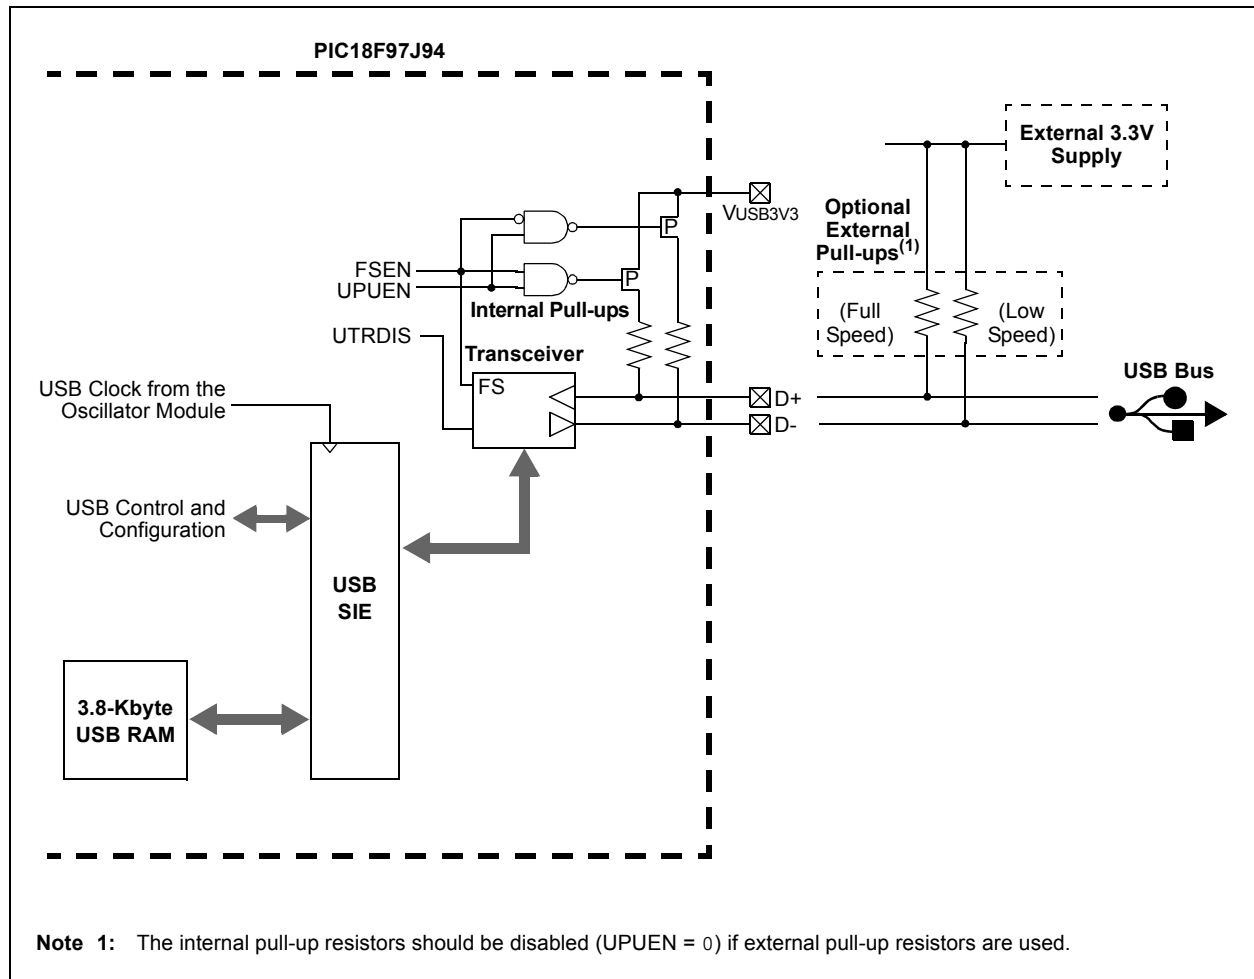 PIC18F97J94
External 3.3V
Supply
VUSB3V3
Optional
External
Pull-ups(1)
P
P
FSEN
UPUEN
Internal Pull-ups
(Full
Speed)
(Low
Speed)
UTRDIS
Transceiver
FS
USB Clock from the
Oscillator Module
D+
D-
USB Bus
USB Control and
Configuration
USB
SIE
3.8-Kbyte
USB RAM
Note 1: The internal pull-up resistors should be disabled (UPUEN = 0) if external pull-up resistors are used.